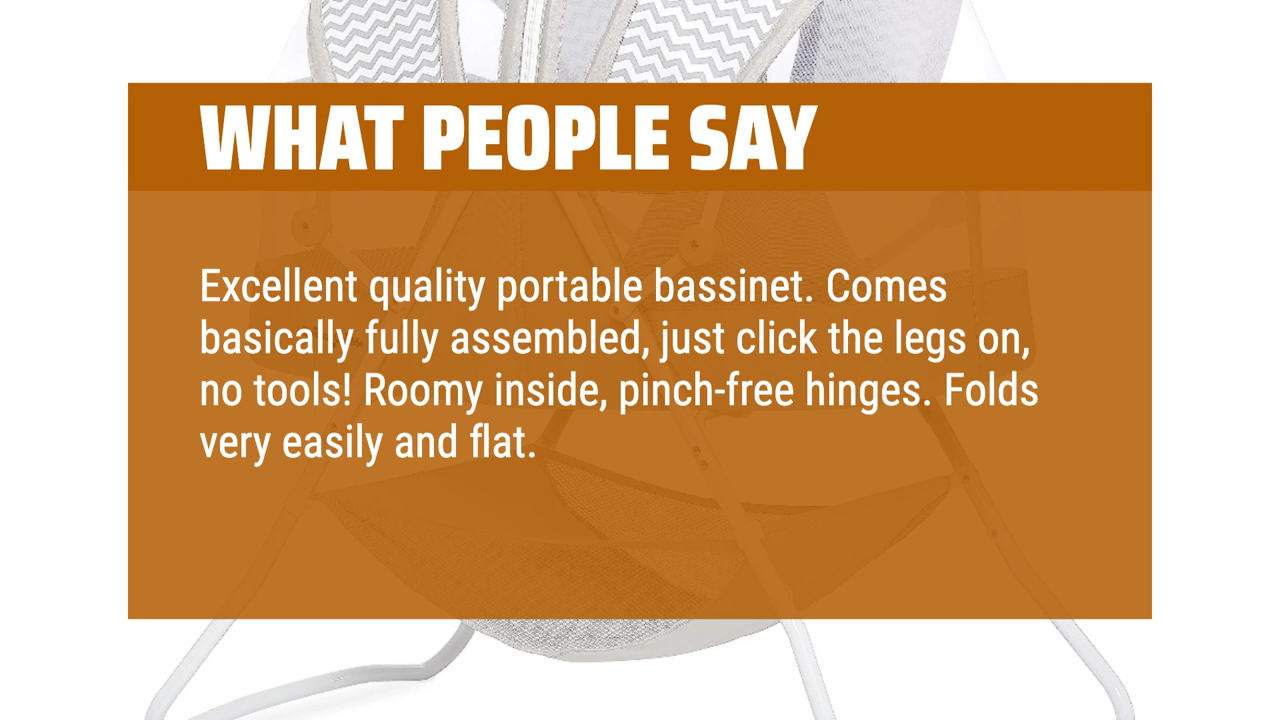 WHAT PEOPLE SAY
Excellent quality portable bassinet. Comes
basically fully assembled, just click the legs on,
no tools! Roomy inside, pinch-free hinges. Folds
very easily and flat.